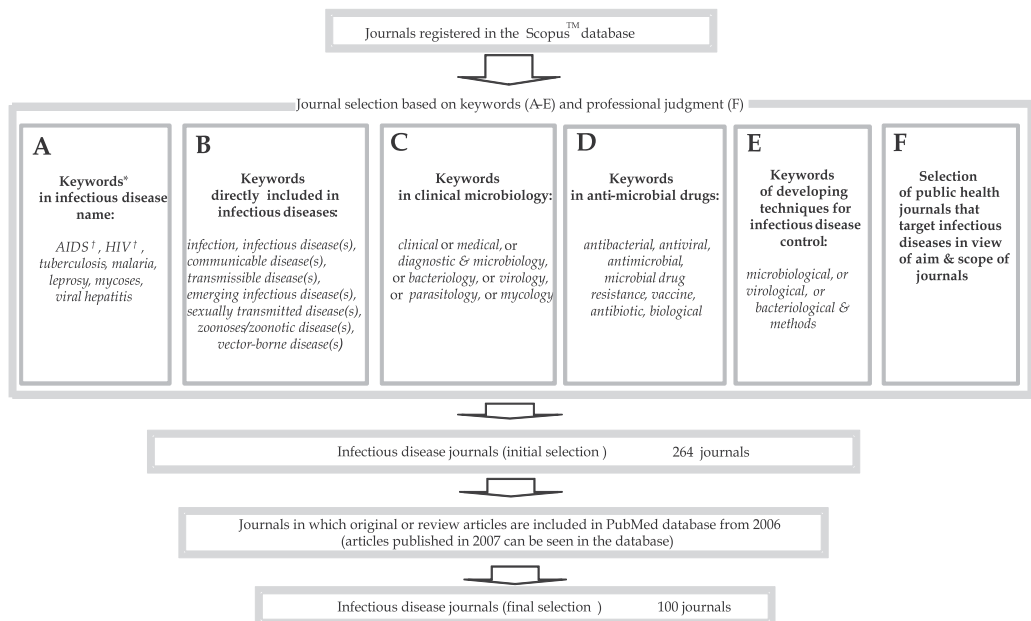 Journals registered in the Scopus™ database
Journal selection based on keywords (A-E) and professional judgment (F)
A
Keywords*
in infectious disease
name:
AIDS†, HIV†,
tuberculosis, malaria,
leprosy, mycoses,
viral hepatitis
B
Keywords
directly included in
infectious diseases:
infection, infectious disease(s),
communicable disease(s),
transmissible disease(s),
emerging infectious disease(s),
sexually transmitted disease(s),
zoonoses/zoonotic disease(s),
vector-borne disease(s)
C
Keywords
in clinical microbiology:
clinical or medical, or
diagnostic & microbiology,
or bacteriology, or virology,
or parasitology, or mycology
D
Keywords
in anti-microbial drugs:
antibacterial, antiviral,
antimicrobial,
microbial drug
resistance, vaccine,
antibiotic, biological
E
Keywords
of developing
techniques for
infectious disease
control:
microbiological, or
virological, or
bacteriological &
methods
F
Selection
of public health
journals that
target infectious
diseases in view
of aim & scope of
journals
Infectious disease journals (initial selection ) 264 journals
Journals in which original or review articles are included in PubMed database from 2006
(articles published in 2007 can be seen in the database)
Infectious disease journals (final selection ) 100 journals